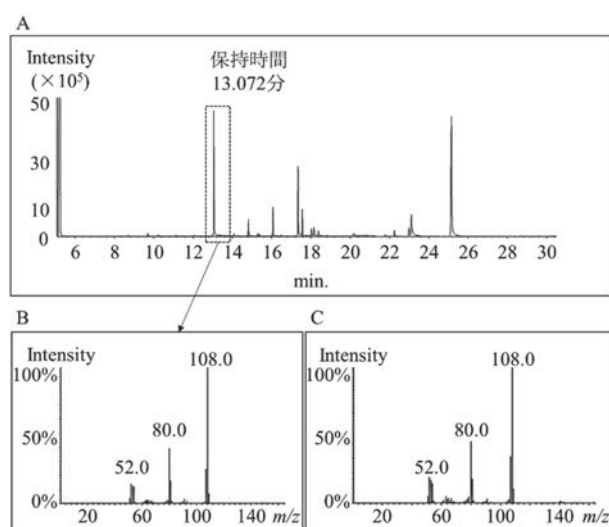 A
Intensity
(×10⁵)
保持時間
13.072分
50
30
10
0
6 8 10 12 14 16 18 20 22 24 26 28 30
min.
B
Intensity
100%
50%
0%
108.0
80.0
52.0
20 60 100 140 m/z
C
Intensity
100%
50%
0%
108.0
80.0
52.0
20 60 100 140 m/z